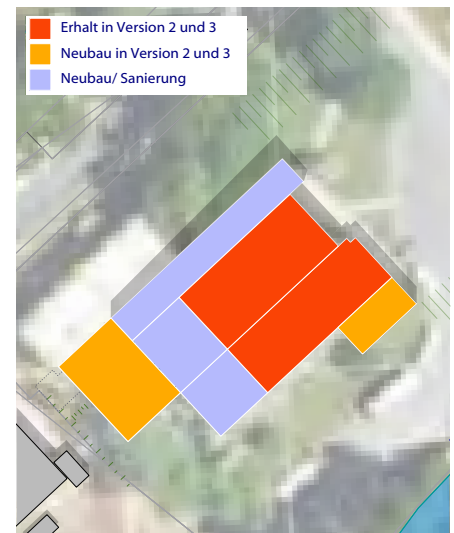 Erhalt in Version 2 und 3
Neubau in Version 2 und 3
Neubau/ Sanierung